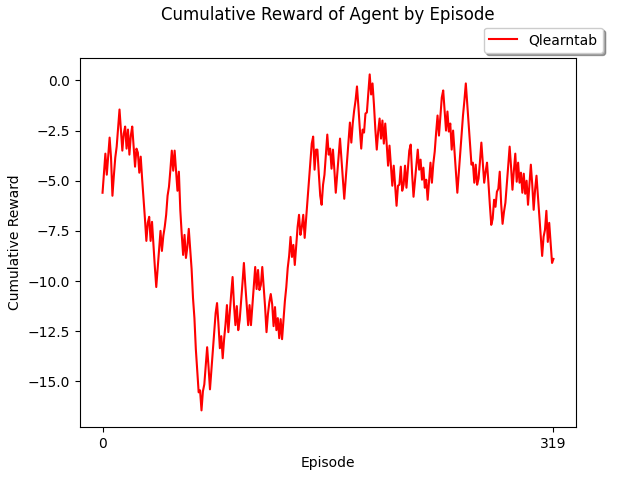 Cumulative Reward of Agent by Episode
Qlearntab
0.0
−2.5
−5.0
−7.5
−10.0
−12.5
−15.0
Cumulative Reward
0 319
Episode